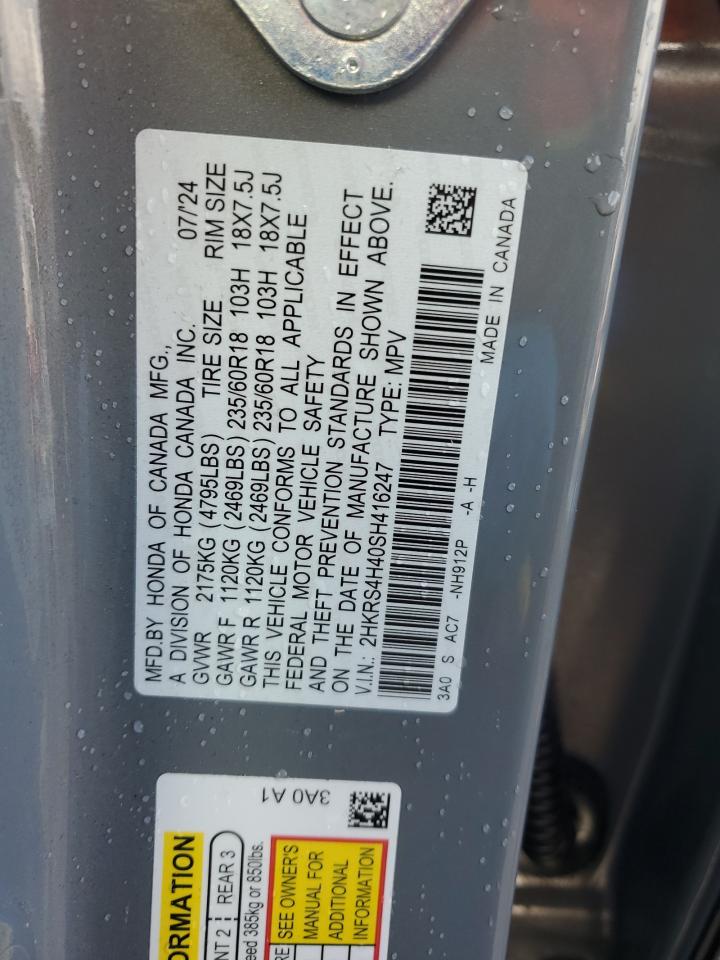 MFD.BY HONDA OF CANADA MFG., 07/24
A DIVISION OF HONDA CANADA INC.
GVWR 2175KG (4795LBS) TIRE SIZE RIM SIZE
GAWR F 1120KG (2469LBS) 235/60R18 103H 18X7.5J
GAWR R 1120KG (2469LBS) 235/60R18 103H 18X7.5J
THIS VEHICLE CONFORMS TO ALL APPLICABLE
FEDERAL MOTOR VEHICLE SAFETY
AND THEFT PREVENTION STANDARDS IN EFFECT
ON THE DATE OF MANUFACTURE SHOWN ABOVE.
V.I.N.: 2HKRS4H40SH416247 TYPE: MPV
3A0 S AC7 -NH912P -A -H MADE IN CANADA
3A0 A1
REAR 3
385kg or 850lbs.
SEE OWNER'S
MANUAL FOR
ADDITIONAL
INFORMATION